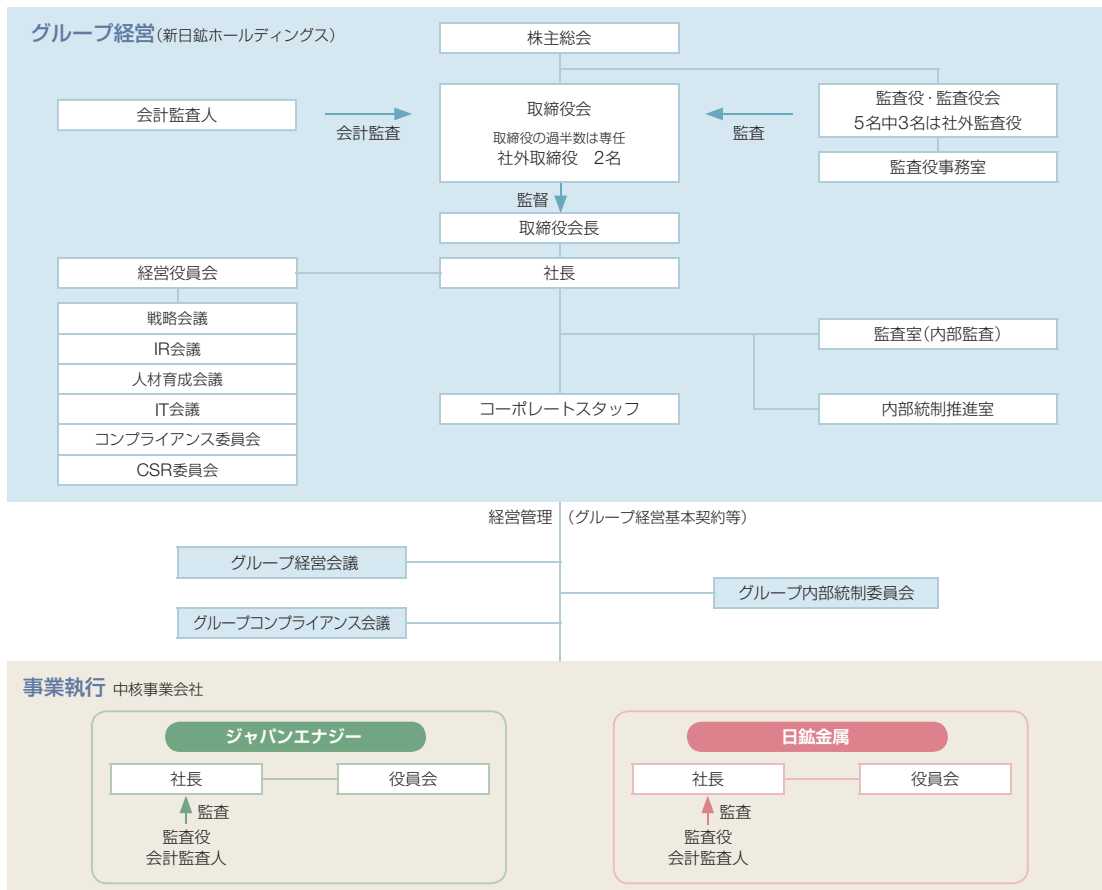 グループ経営(新日鉱ホールディングス)
株主総会
会計監査人
会計監査
取締役会
取締役の過半数は専任
社外取締役 2名
監査
監査役・監査役会
5名中3名は社外監査役
監査役事務室
監督
取締役会長
経営役員会
社長
戦略会議
IR会議
人材育成会議
IT会議
コンプライアンス委員会
CSR委員会
監査室(内部監査)
コーポレートスタッフ
内部統制推進室
経営管理 (グループ経営基本契約等)
グループ経営会議
グループ内部統制委員会
グループコンプライアンス会議
事業執行 中核事業会社
ジャパンエナジー
社長
役員会
監査
監査役
会計監査人
日鉱金属
社長
役員会
監査
監査役
会計監査人